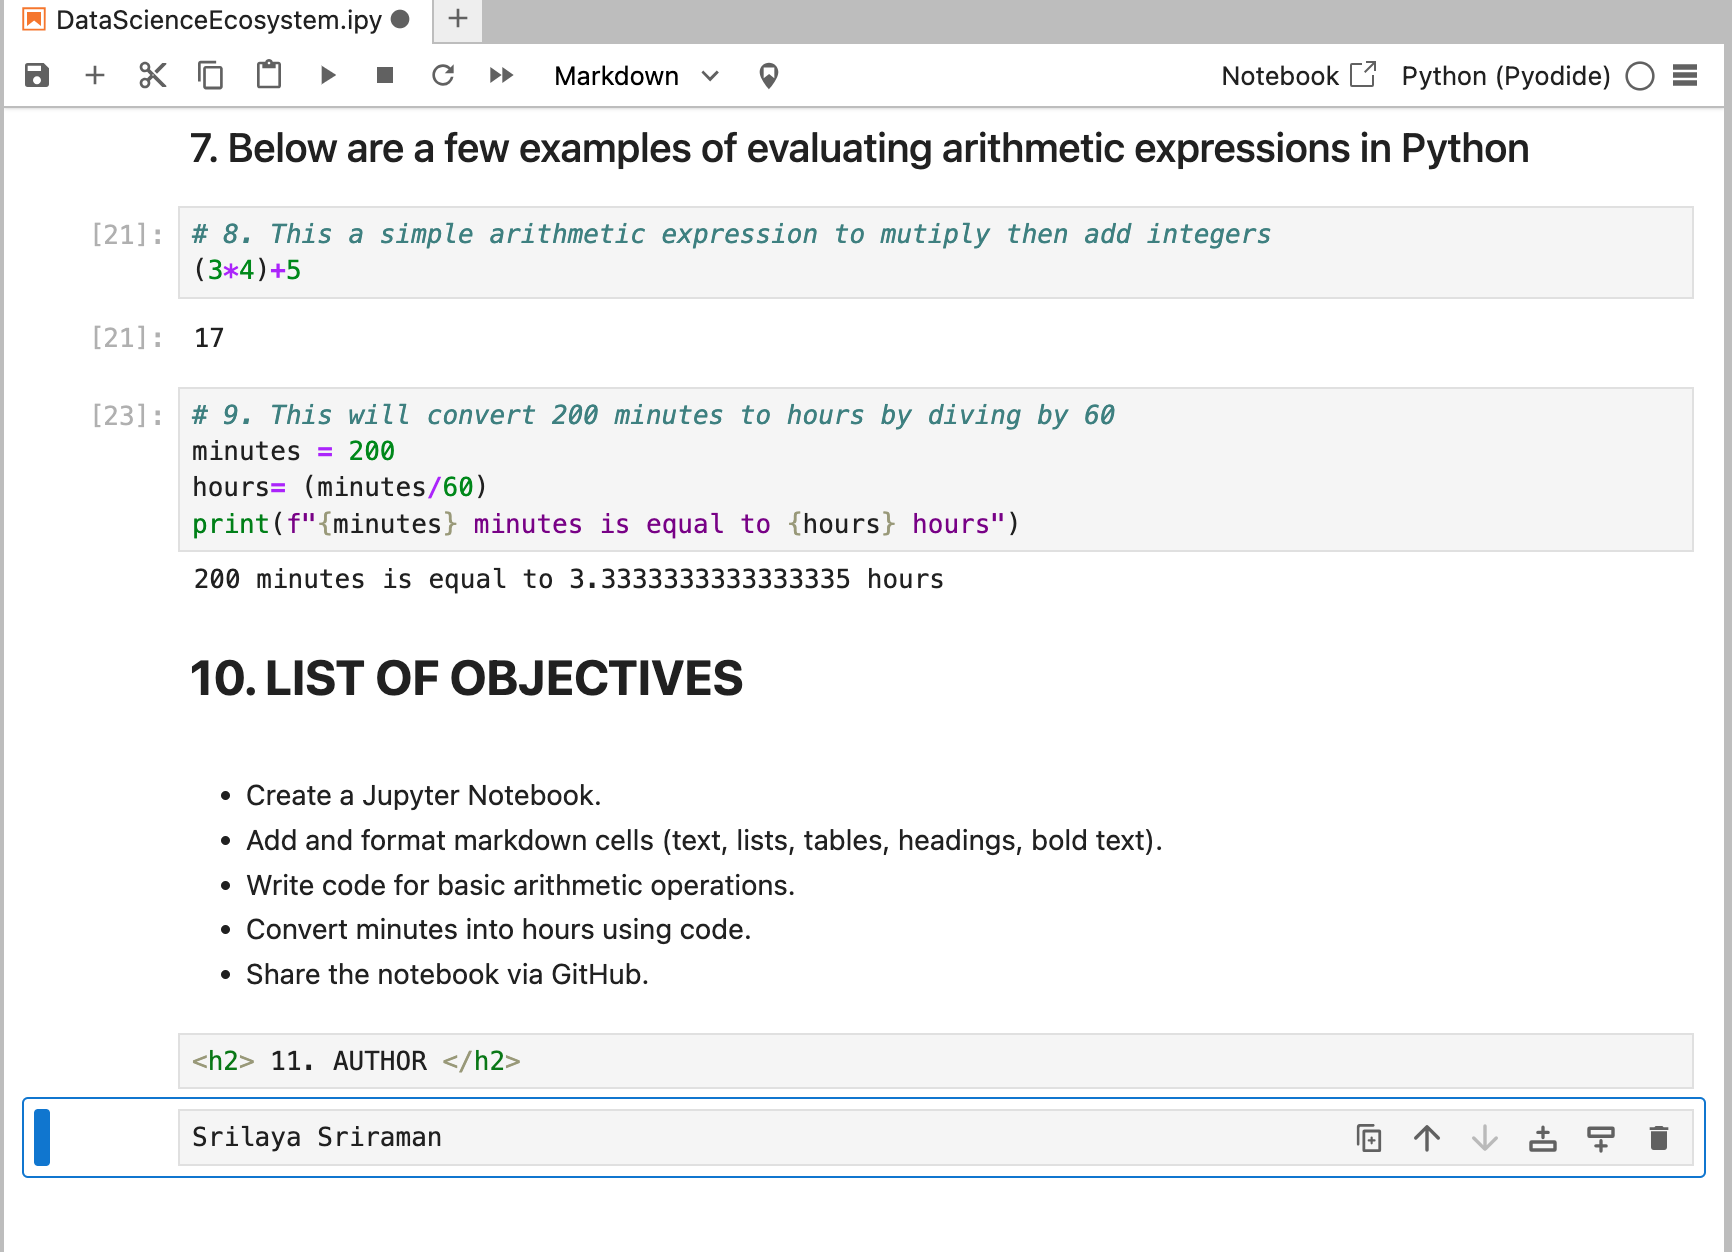 DataScienceEcosystem.ipy
Markdown
Notebook
Python (Pyodide)
7. Below are a few examples of evaluating arithmetic expressions in Python
[21]:
# 8. This a simple arithmetic expression to mutiply then add integers
(3*4)+5
[21]:
17
[23]:
# 9. This will convert 200 minutes to hours by diving by 60
minutes = 200
hours= (minutes/60)
print(f"{minutes} minutes is equal to {hours} hours")
200 minutes is equal to 3.3333333333333335 hours
10. LIST OF OBJECTIVES
• Create a Jupyter Notebook.
• Add and format markdown cells (text, lists, tables, headings, bold text).
• Write code for basic arithmetic operations.
• Convert minutes into hours using code.
• Share the notebook via GitHub.
<h2> 11. AUTHOR </h2>
Srilaya Sriraman